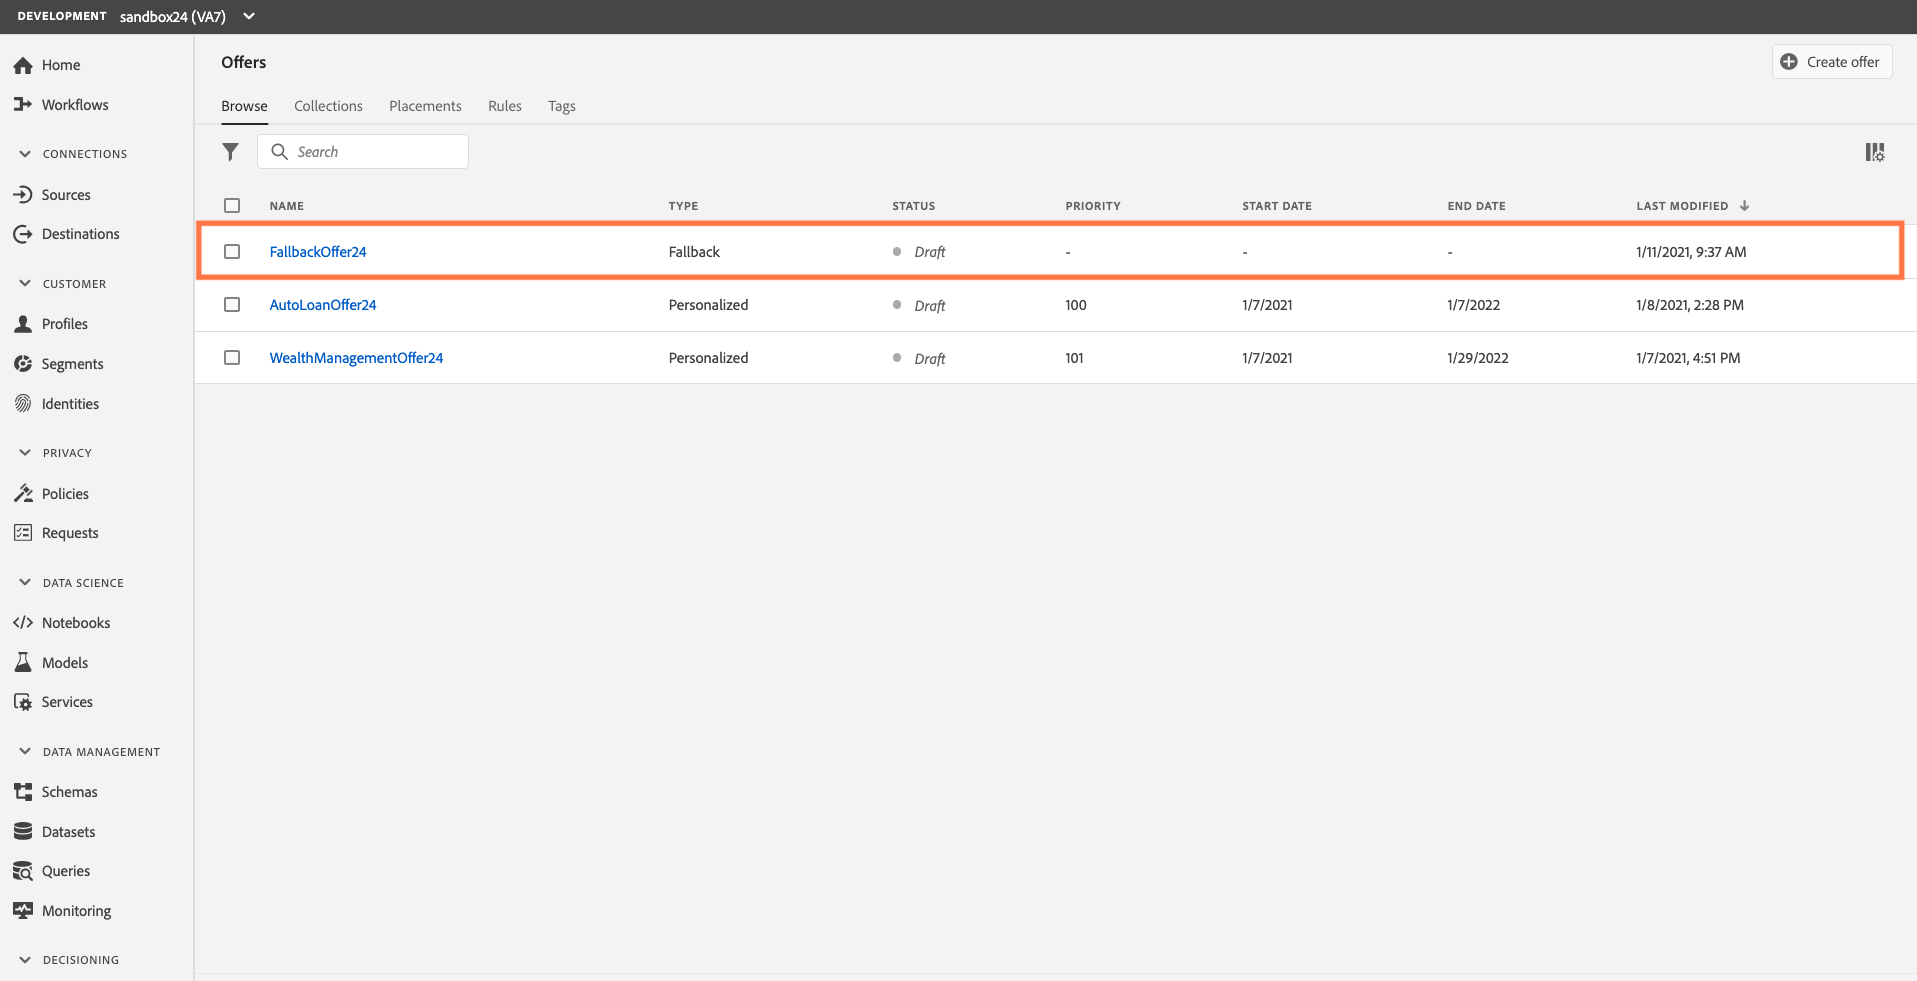 DEVELOPMENT sandbox24 (VA7)
Home
Workflows
CONNECTIONS
Sources
Destinations
CUSTOMER
Profiles
Segments
Identities
PRIVACY
Policies
Requests
DATA SCIENCE
Notebooks
Models
Services
DATA MANAGEMENT
Schemas
Datasets
Queries
Monitoring
DECISIONING
Offers
Create offer
Browse Collections Placements Rules Tags
Search
NAME TYPE STATUS PRIORITY START DATE END DATE LAST MODIFIED
FallbackOffer24 Fallback Draft - - - 1/11/2021, 9:37 AM
AutoLoanOffer24 Personalized Draft 100 1/7/2021 1/7/2022 1/8/2021, 2:28 PM
WealthManagementOffer24 Personalized Draft 101 1/7/2021 1/29/2022 1/7/2021, 4:51 PM